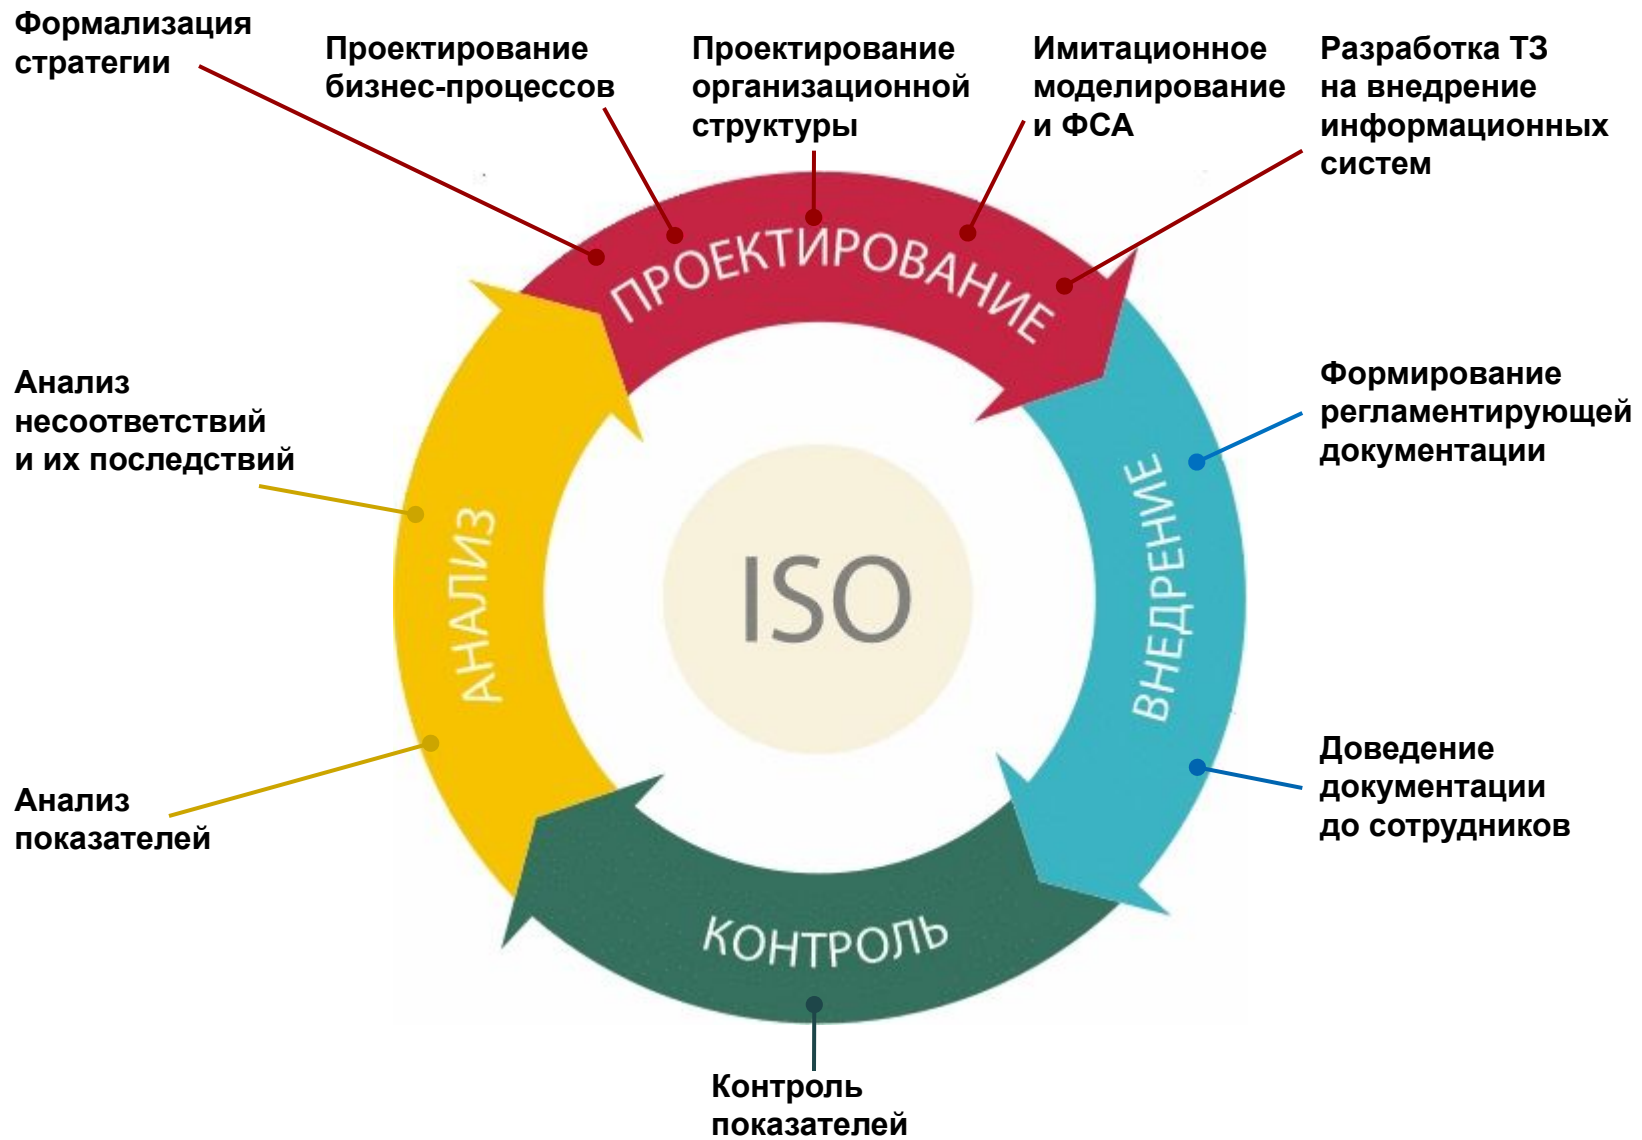 Формализация
стратегии
Проектирование
бизнес-процессов
Проектирование
организационной
структуры
Имитационное
моделирование
и ФСА
Разработка ТЗ
на внедрение
информационных
систем
ПРОЕКТИРОВАНИЕ
Анализ
несоответствий
и их последствий
Формирование
регламентирующей
документации
АНАЛИЗ
ISO
ВНЕДРЕНИЕ
Анализ
показателей
Доведение
документации
до сотрудников
КОНТРОЛЬ
Контроль
показателей